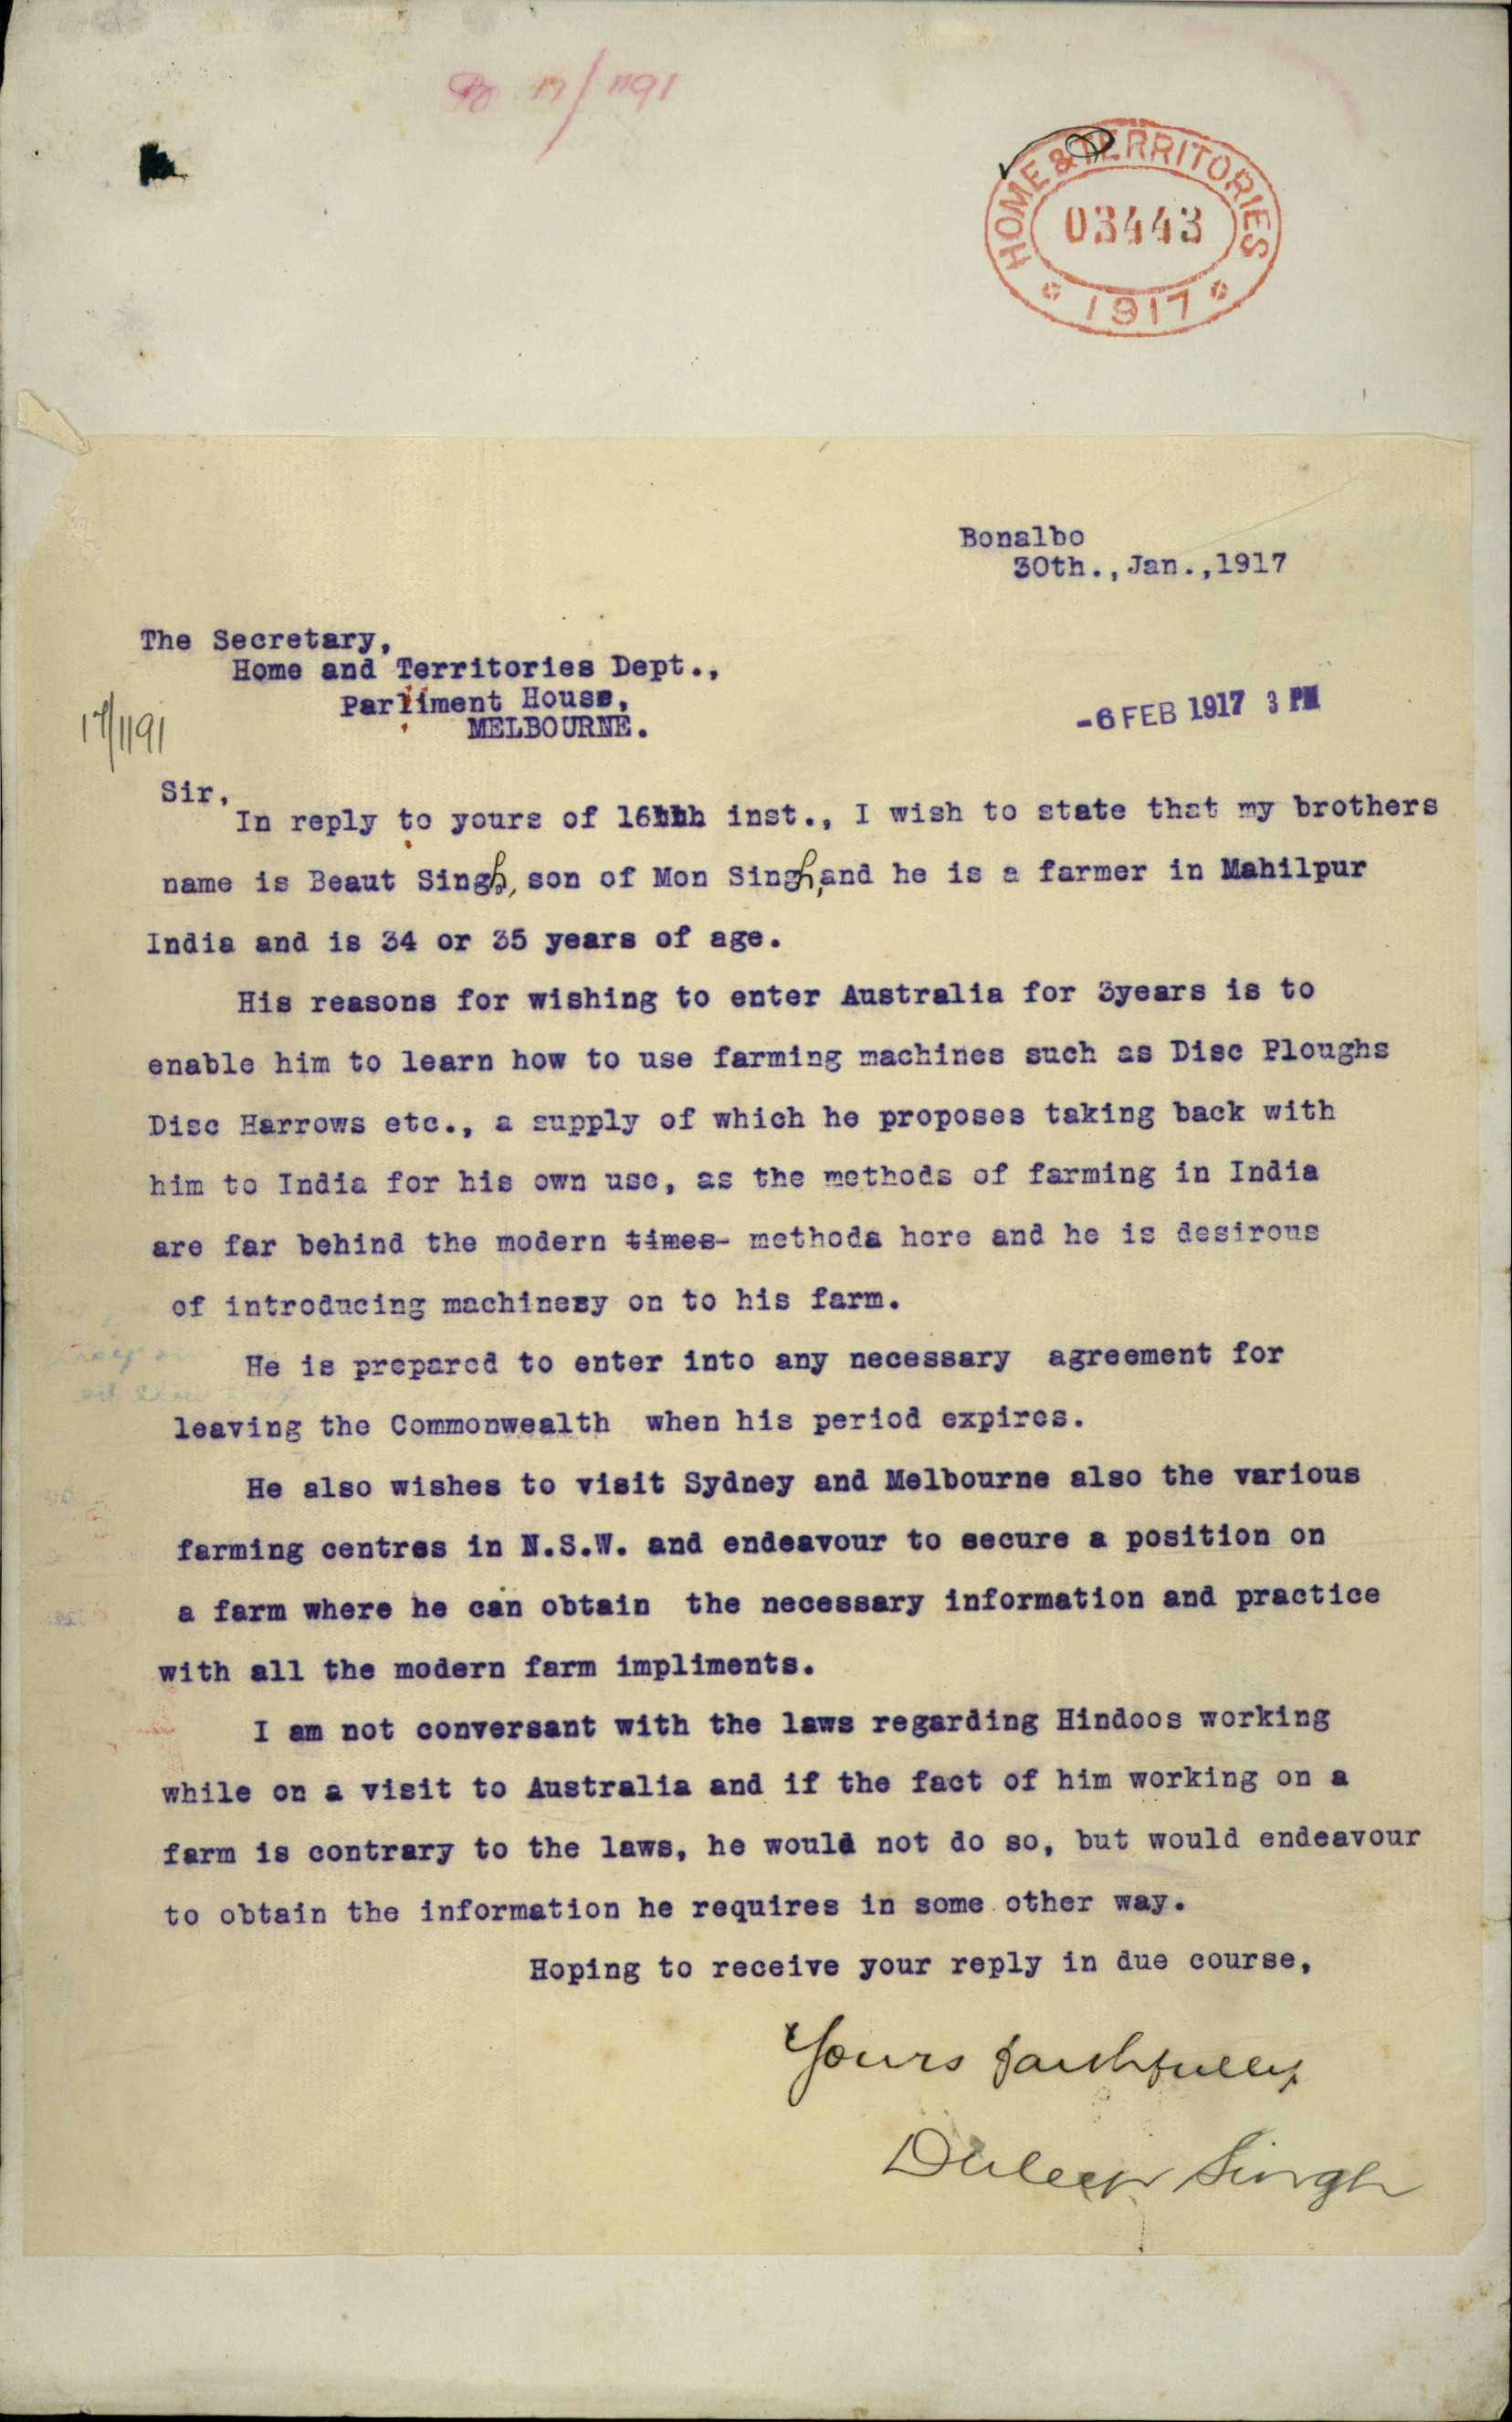 17/1191
HOME & TERRITORIES
03443
1917
Bonalbo
30th., Jan., 1917
The Secretary,
Home and Territories Dept.,
Parliment House,
MELBOURNE.
17/1191
-6 FEB 1917 3 PM
Sir,
In reply to yours of 16th inst., I wish to state that my brothers
name is Beaut Singh, son of Mon Singh, and he is a farmer in Mahilpur
India and is 34 or 35 years of age.
His reasons for wishing to enter Australia for 3years is to
enable him to learn how to use farming machines such as Disc Ploughs
Disc Harrows etc., a supply of which he proposes taking back with
him to India for his own use, as the methods of farming in India
are far behind the modern times- methods here and he is desirous
of introducing machinery on to his farm.
He is prepared to enter into any necessary agreement for
leaving the Commonwealth when his period expires.
He also wishes to visit Sydney and Melbourne also the various
farming centres in N.S.W. and endeavour to secure a position on
a farm where he can obtain the necessary information and practice
with all the modern farm impliments.
I am not conversant with the laws regarding Hindoos working
while on a visit to Australia and if the fact of him working on a
farm is contrary to the laws, he would not do so, but would endeavour
to obtain the information he requires in some other way.
Hoping to receive your reply in due course,
Yours faithfully
Duleep Singh